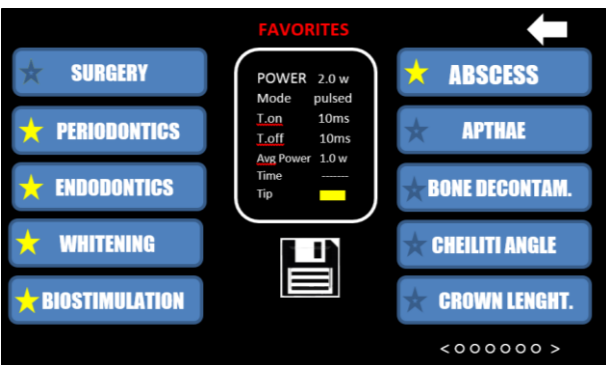 FAVORITES
SURGERY
PERIODONTICS
ENDODONTICS
WHITENING
BIOSTIMULATION
POWER 2.0 w
Mode pulsed
T.on 10ms
T.off 10ms
Avg Power 1.0 w
Time -------
Tip
ABSCESS
APTHAE
BONE DECONTAM.
CHEILITI ANGLE
CROWN LENGHT.
< O O O O O O O >